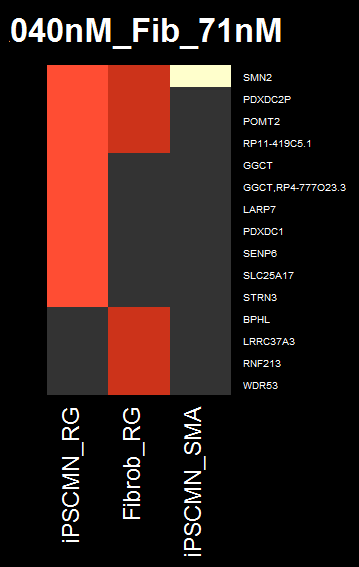 040nM_Fib_71nM
SMN2
PDXDC2P
POMT2
RP11-419C5.1
GGCT
GGCT,RP4-777O23.3
LARP7
PDXDC1
SENP6
SLC25A17
STRN3
BPHL
LRRC37A3
RNF213
WDR53
iPSCMN_RG
Fibrob_RG
iPSCMN_SMA